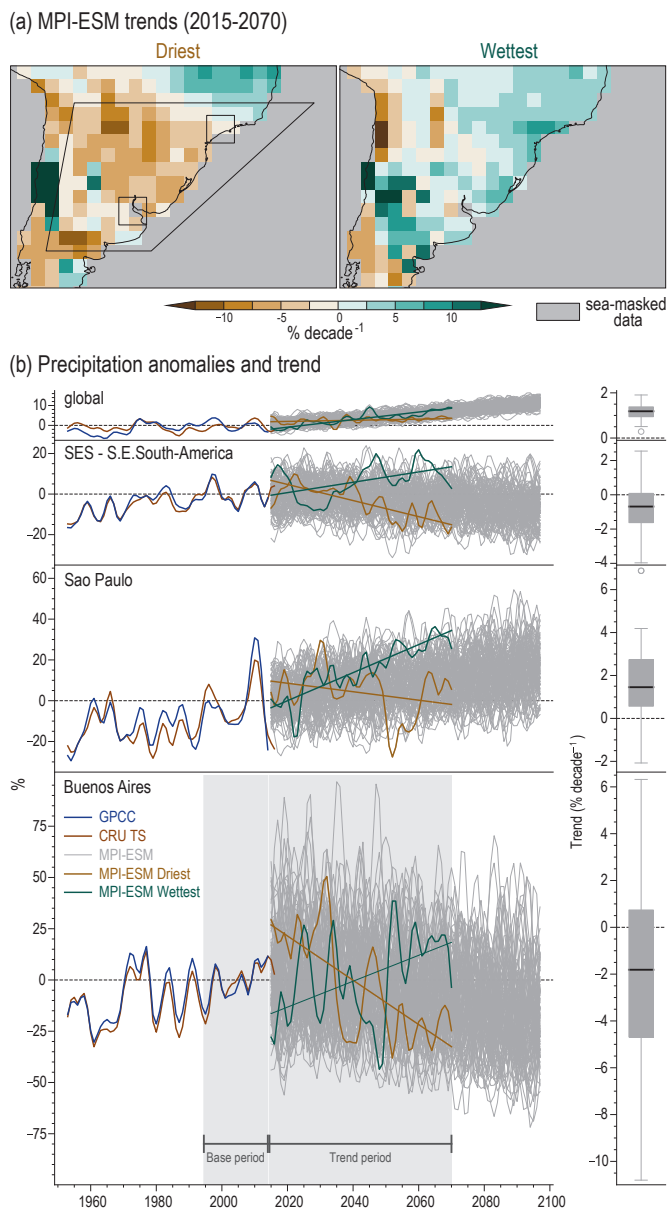 (a) MPI-ESM trends (2015-2070)
Driest
Wettest
−10 −5 0 5 10
% decade⁻¹
sea-masked
data
(b) Precipitation anomalies and trend
global
10
0
2
1
0
SES - S.E.South-America
20
0
−20
2
0
−2
−4
Sao Paulo
60
40
20
0
−20
6
4
2
0
−2
%
Trend (% decade⁻¹)
Buenos Aires
GPCC
CRU TS
MPI-ESM
MPI-ESM Driest
MPI-ESM Wettest
75
50
25
0
−25
−50
−75
6
4
2
0
−2
−4
−6
−8
−10
Base period
Trend period
1960 1980 2000 2020 2040 2060 2080 2100